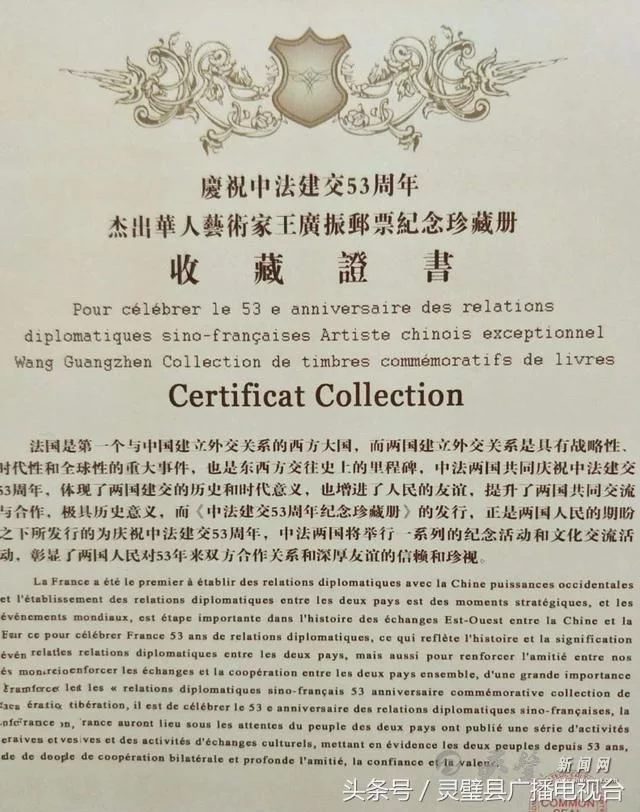 慶祝中法建交53周年
杰出華人藝術家王廣振郵票紀念珍藏册
收藏證書
Pour célébrer le 53 e anniversaire des relations
diplomatiques sino-françaises Artiste chinois exceptionnel
Wang Guangzhen Collection de timbres commémoratifs de livres
Certificat Collection
法国是第一个与中国建立外交关系的西方大国，而两国建立外交关系是具有战略性、
时代性和全球性的重大事件，也是东西方交往史上的里程碑，中法两国共同庆祝中法建交
53周年，体现了两国建交的历史和时代意义，也增进了人民的友谊，提升了两国共同交流
与合作，极具历史意义，而《中法建交53周年纪念珍藏册》的发行，正是两国人民的期盼
之下所发行的为庆祝中法建交53周年，中法两国将举行一系列的纪念活动和文化交流活
动，彰显了两国人民对53年来双方合作关系和深厚友谊的信赖和珍视。
La France a été le premier à établir des relations diplomatiques avec la Chine puissances occidentales
et l'établissement des relations diplomatiques entre les deux pays est des moments stratégiques, et les
événements mondiaux, est étape importante dans l'histoire des échanges Est-Ouest entre la Chine et la
ce pour célébrer France 53 ans de relations diplomatiques, ce qui reflète l'histoire et la signification
relations diplomatiques entre les deux pays, mais aussi pour renforcer l'amitié entre nos
renforcer les échanges et la coopération entre les deux pays ensemble, d'une grande importance
les « relations diplomatiques sino-français 53 anniversaire commémorative collection de
libération, il est de célébrer le 53 e anniversaire des relations diplomatiques sino-françaises, la
France auront lieu sous les attentes du peuple des deux pays ont publié une série d'activités
et des activités d'échanges culturels, mettant en évidence les deux peuples depuis 53 ans,
de coopération bilatérale et profonde l'amitié, la confiance et la valeur.
新闻网
头条号/灵璧县广播电视台
COMMON
SEAL